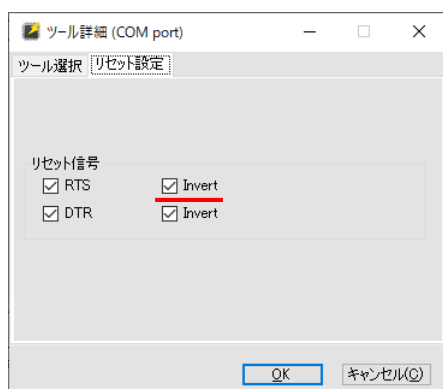 ツール詳細 (COM port)
ツール選択 リセット設定
リセット信号
RTS Invert
DTR Invert
OK キャンセル(C)